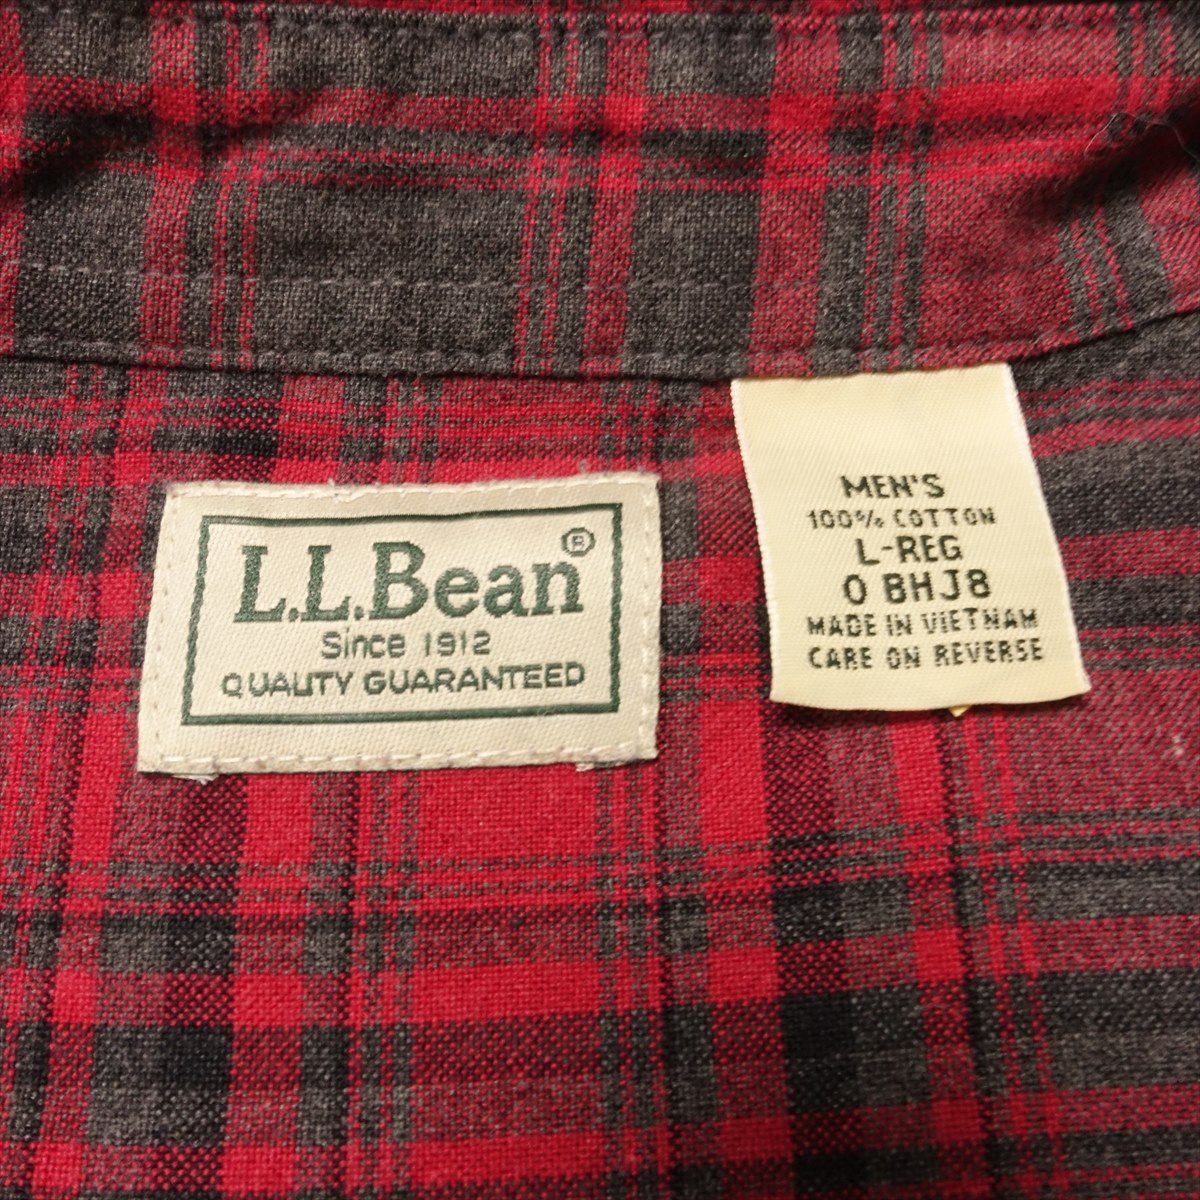 L.L.Bean®
Since 1912
QUALITY GUARANTEED
MEN'S
100% COTTON
L-REG
0 BHJ8
MADE IN VIETNAM
CARE ON REVERSE